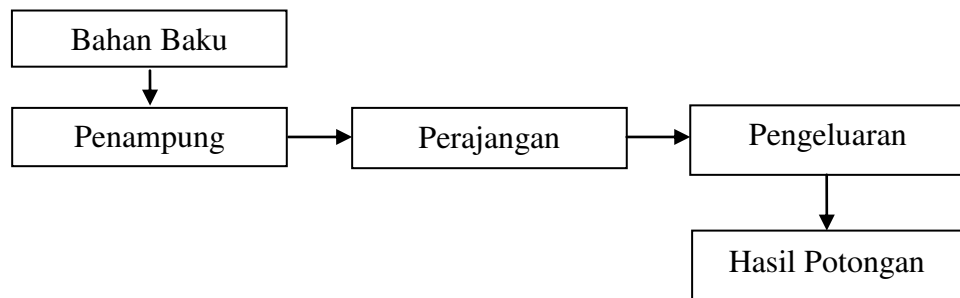 Bahan Baku
Penampung
Perajangan
Pengeluaran
Hasil Potongan